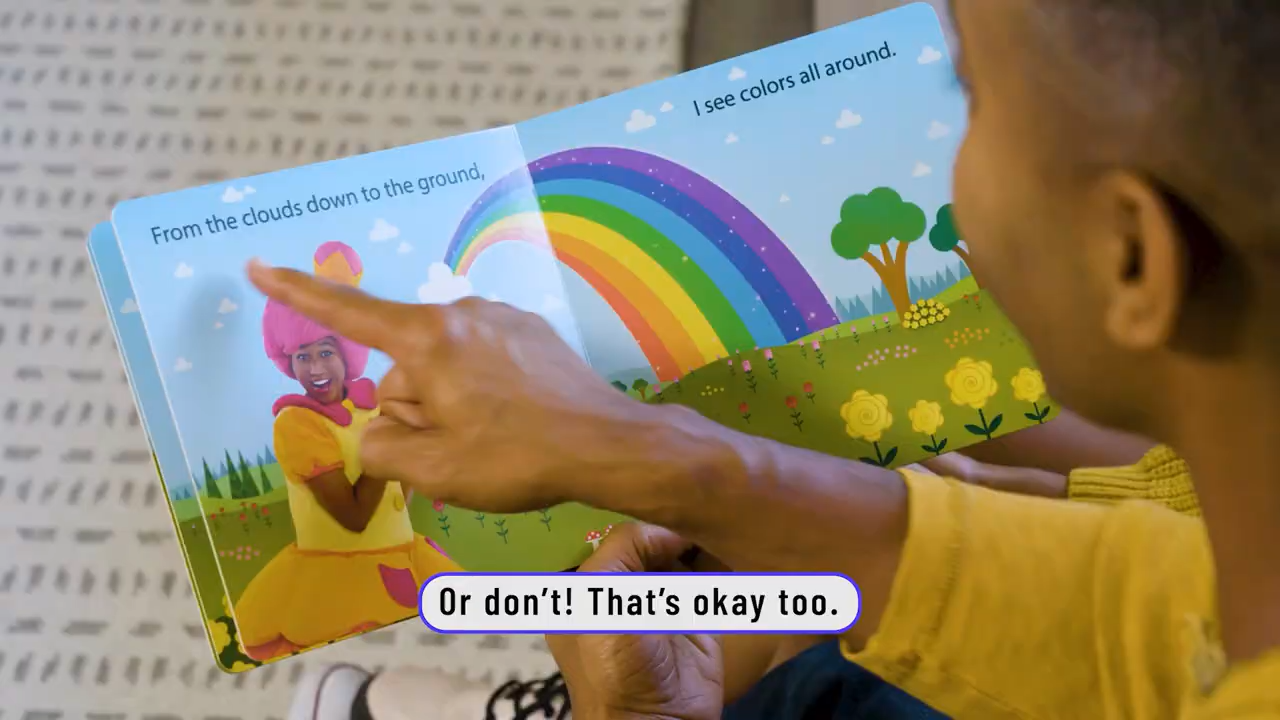 From the clouds down to the ground,
I see colors all around.
Or don't! That's okay too.